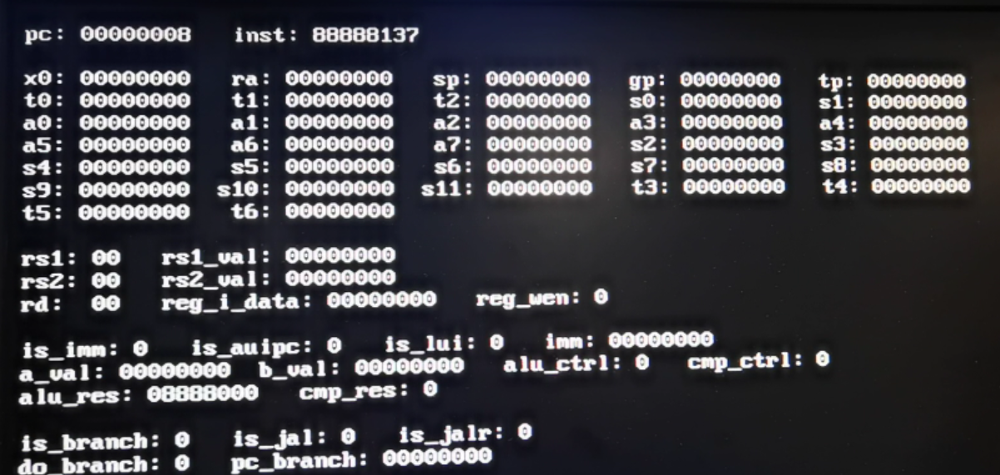 pc: 00000008 inst: 88888137
x0: 00000000 ra: 00000000 sp: 00000000 gp: 00000000 tp: 00000000
t0: 00000000 t1: 00000000 t2: 00000000 s0: 00000000 s1: 00000000
a0: 00000000 a1: 00000000 a2: 00000000 a3: 00000000 a4: 00000000
a5: 00000000 a6: 00000000 a7: 00000000 s2: 00000000 s3: 00000000
s4: 00000000 s5: 00000000 s6: 00000000 s7: 00000000 s8: 00000000
s9: 00000000 s10: 00000000 s11: 00000000 t3: 00000000 t4: 00000000
t5: 00000000 t6: 00000000
rs1: 00 rs1_val: 00000000
rs2: 00 rs2_val: 00000000
rd: 00 reg_i_data: 00000000 reg_wen: 0
is_imm: 0 is_auipc: 0 is_lui: 0 imm: 00000000
a_val: 00000000 b_val: 00000000 alu_ctrl: 0 cmp_ctrl: 0
alu_res: 08888000 cmp_res: 0
is_branch: 0 is_jal: 0 is_jalr: 0
do_branch: 0 pc_branch: 00000000